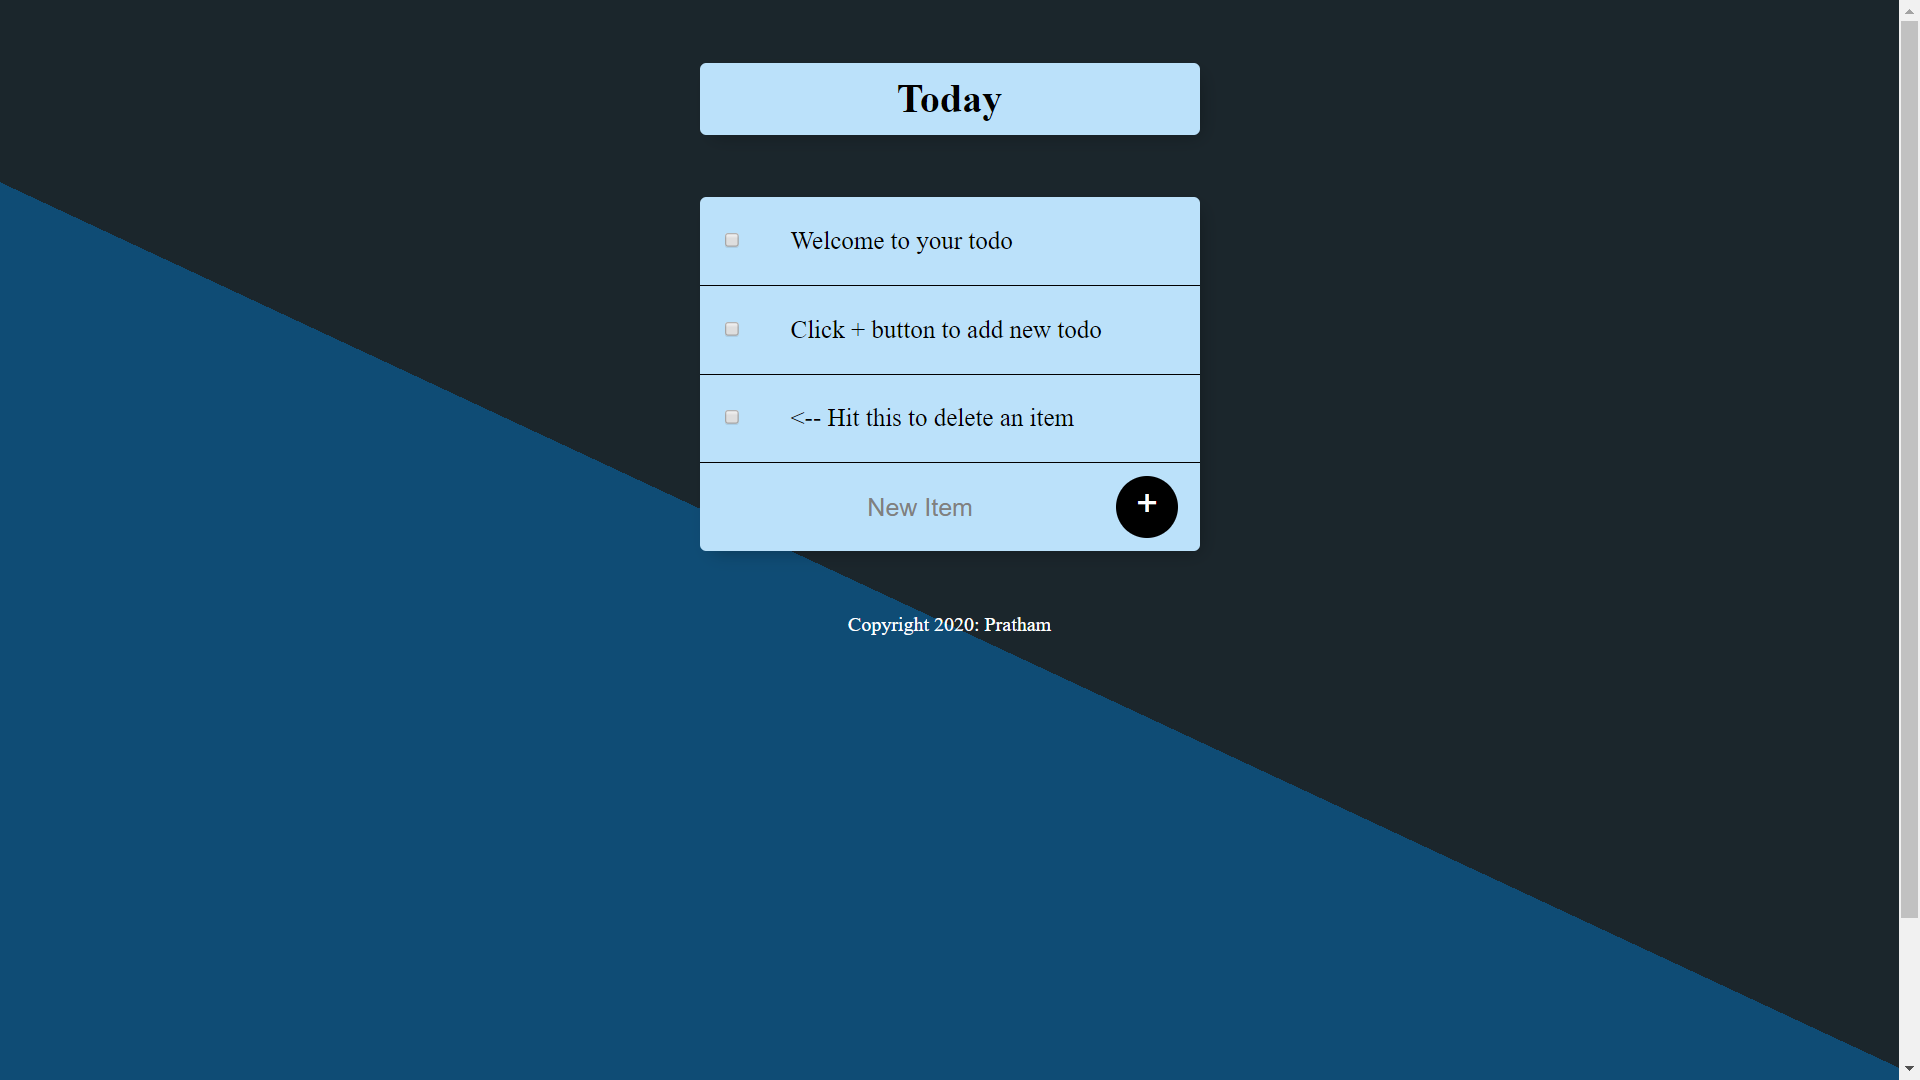 Today
Welcome to your todo
Click + button to add new todo
<-- Hit this to delete an item
New Item +
Copyright 2020: Pratham